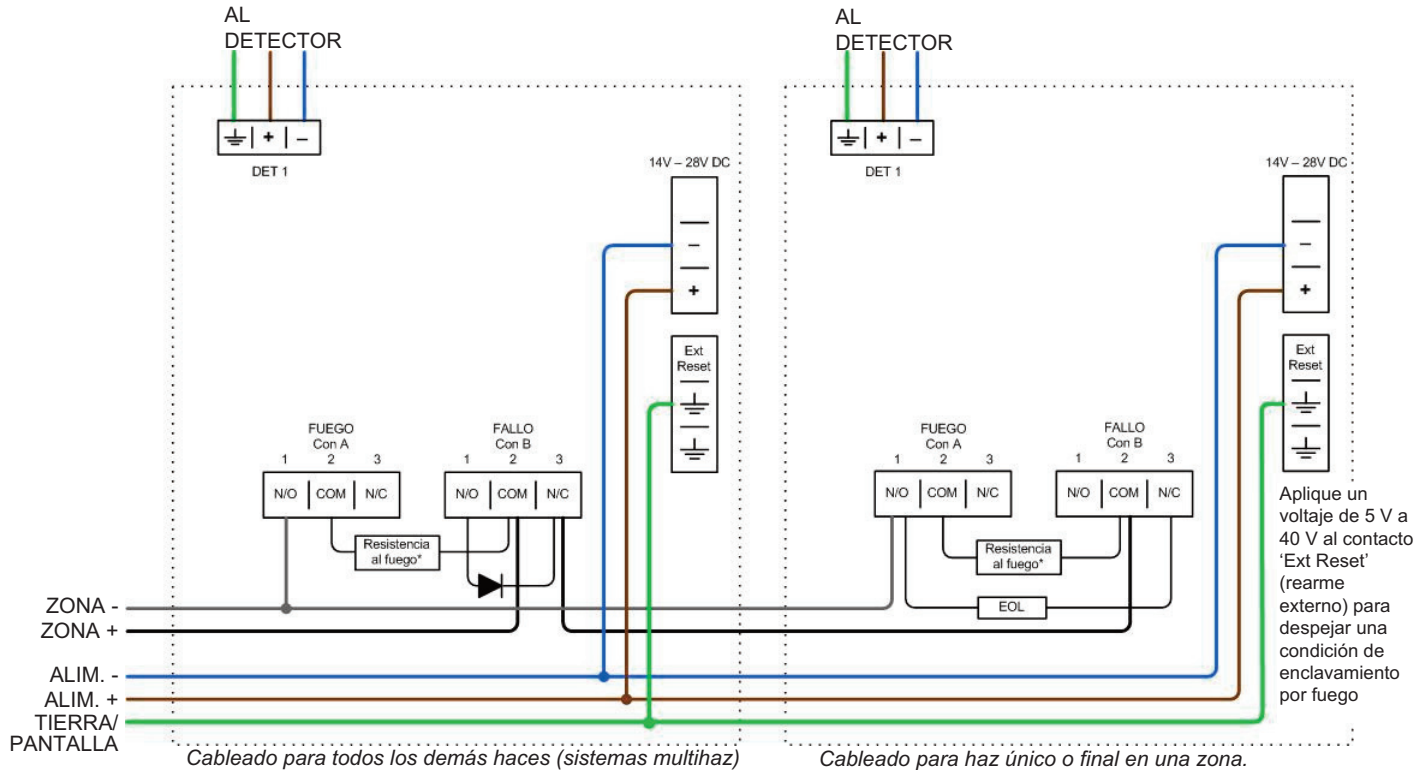 AL
DETECTOR
+ | –
DET 1
14V – 28V DC
–
+
Ext
Reset
FUEGO
Con A
1 2 3
N/O COM N/C
FALLO
Con B
1 2 3
N/O COM N/C
Resistencia
al fuego*
AL
DETECTOR
+ | –
DET 1
14V – 28V DC
–
+
Ext
Reset
FUEGO
Con A
1 2 3
N/O COM N/C
FALLO
Con B
1 2 3
N/O COM N/C
Resistencia
al fuego*
EOL
Aplique un
voltaje de 5 V a
40 V al contacto
‘Ext Reset’
(rearme
externo) para
despejar una
condición de
enclavamiento
por fuego
ZONA -
ZONA +
ALIM. -
ALIM. +
TIERRA/
PANTALLA
Cableado para todos los demás haces (sistemas multihaz)
Cableado para haz único o final en una zona.